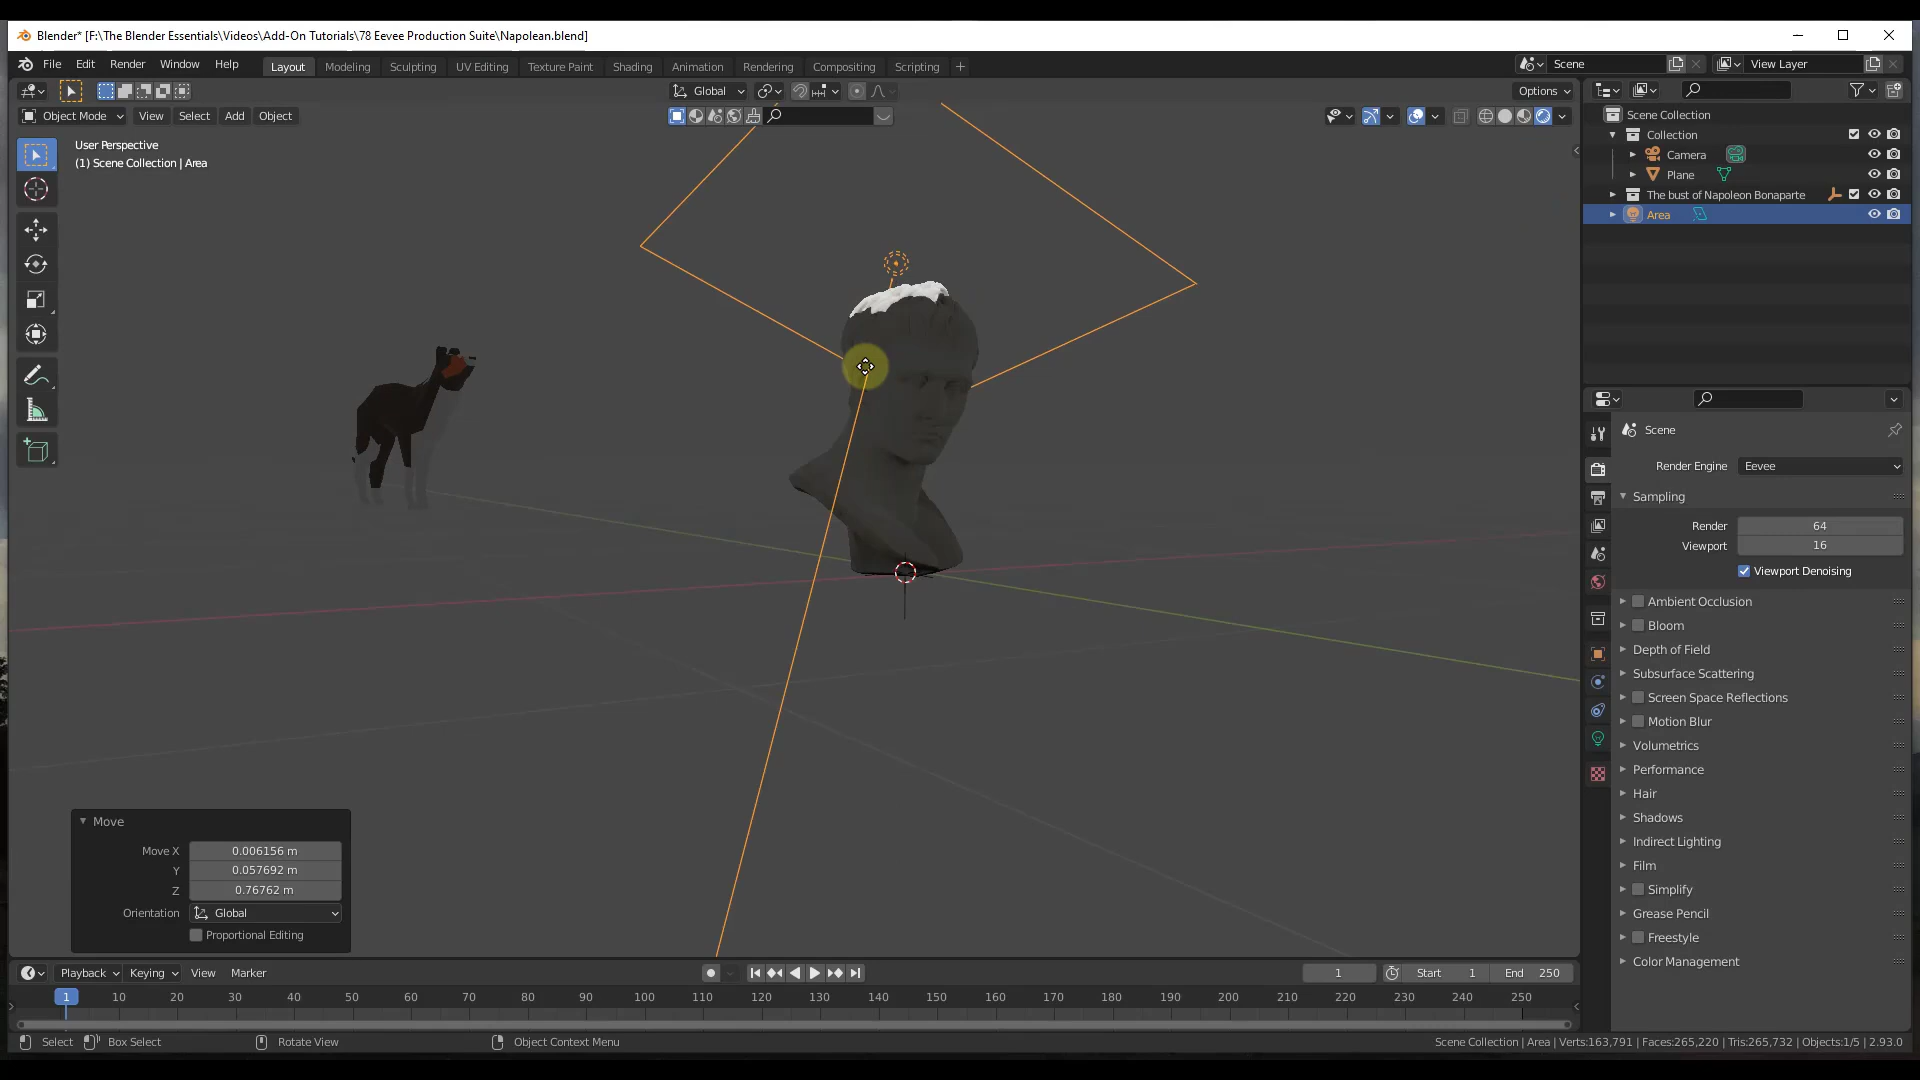 Blender* [F:\The Blender Essentials\Videos\Add-On Tutorials\78 Eevee Production Suite\Napolean.blend]
File Edit Render Window Help Layout Modeling Sculpting UV Editing Texture Paint Shading Animation Rendering Compositing Scripting + Scene View Layer
Global Options
Object Mode View Select Add Object
User Perspective
(1) Scene Collection | Area
Scene Collection
Collection
Camera
Plane
The bust of Napoleon Bonaparte
Area
Scene
Render Engine Eevee
Sampling
Render 64
Viewport 16
Viewport Denoising
Ambient Occlusion
Bloom
Depth of Field
Subsurface Scattering
Screen Space Reflections
Motion Blur
Volumetrics
Performance
Hair
Shadows
Indirect Lighting
Film
Simplify
Grease Pencil
Freestyle
Color Management
Move
Move X 0.006156 m
Y 0.057692 m
Z 0.76762 m
Orientation Global
Proportional Editing
Playback Keying View Marker 1 Start 1 End 250
1 10 20 30 40 50 60 70 80 90 100 110 120 130 140 150 160 170 180 190 200 210 220 230 240 250
Select Box Select Rotate View Object Context Menu Scene Collection | Area | Verts:163,791 | Faces:265,220 | Tris:265,732 | Objects:1/5 | 2.93.0